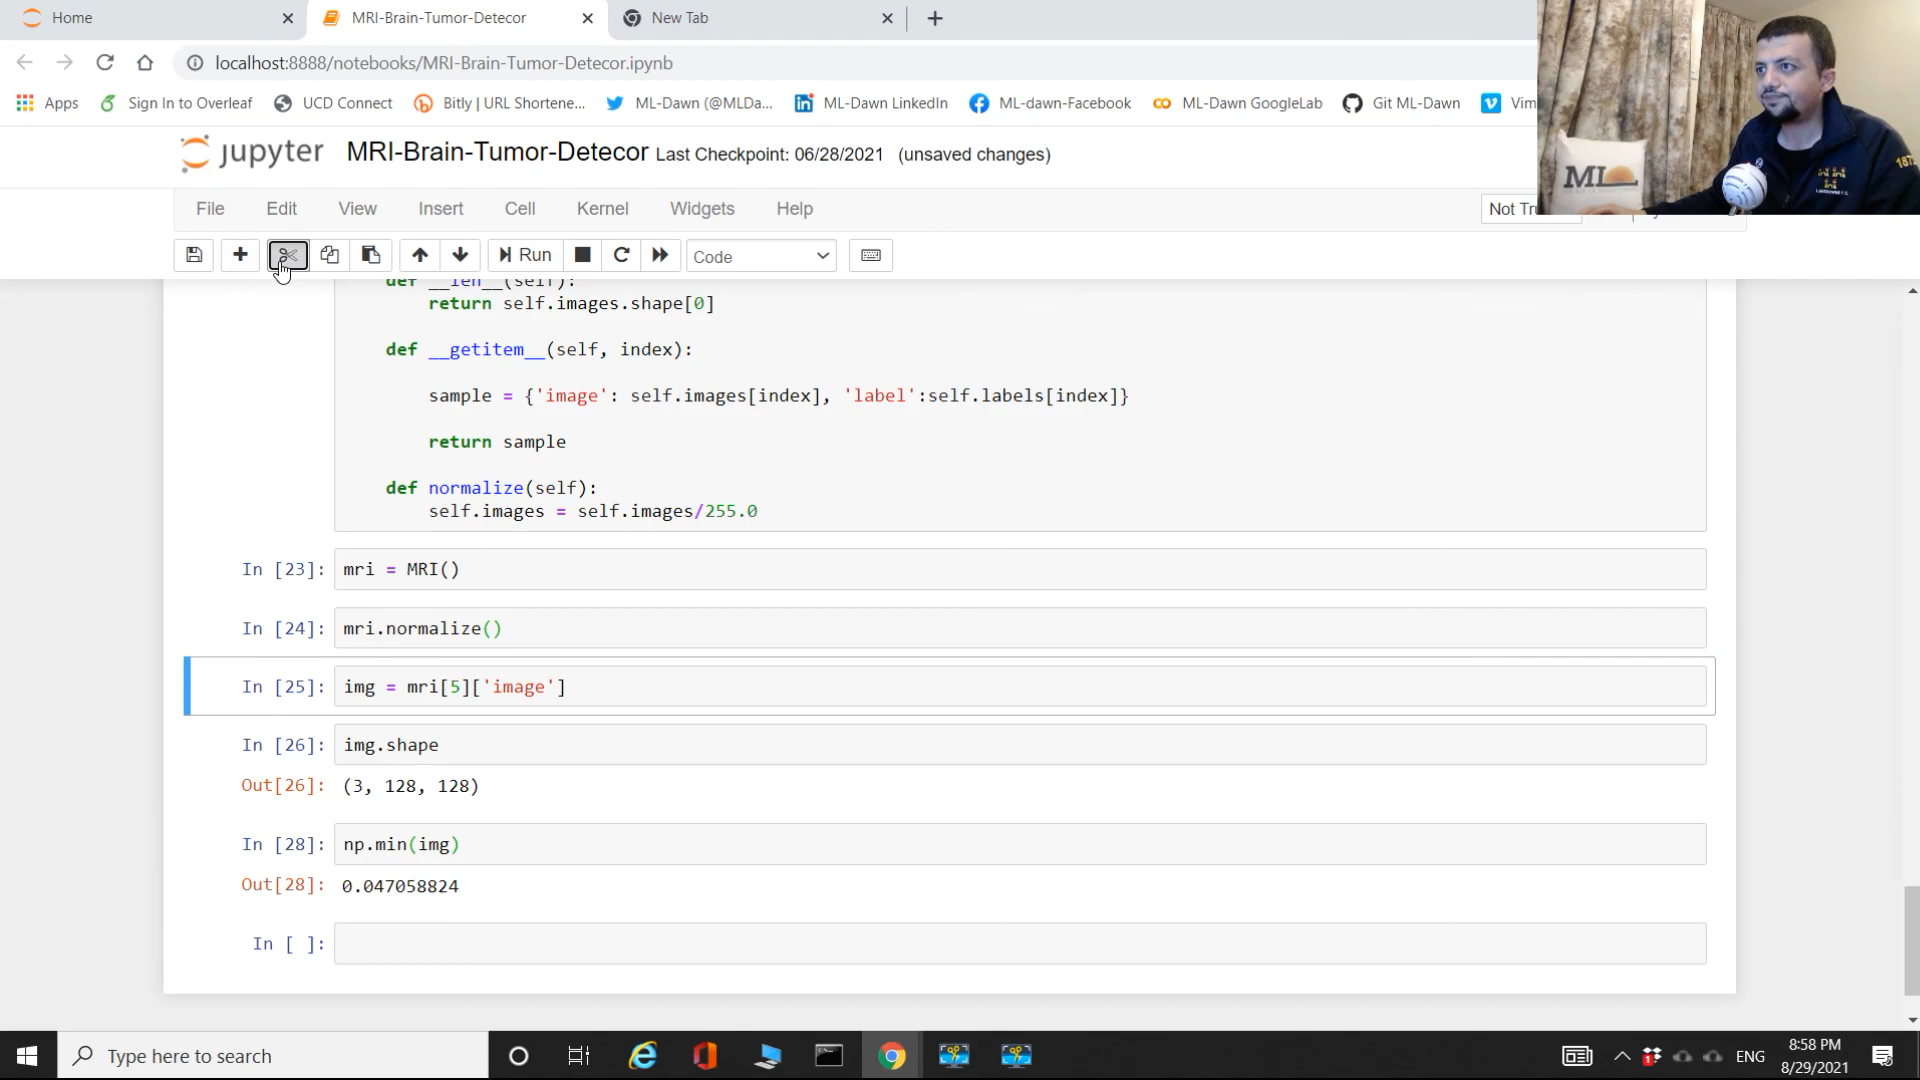 Home
MRI-Brain-Tumor-Detecor
New Tab
localhost:8888/notebooks/MRI-Brain-Tumor-Detecor.ipynb
Apps
Sign In to Overleaf
UCD Connect
Bitly | URL Shortene...
ML-Dawn (@MLDa...
ML-Dawn LinkedIn
ML-dawn-Facebook
ML-Dawn GoogleLab
Git ML-Dawn
jupyter MRI-Brain-Tumor-Detecor Last Checkpoint: 06/28/2021 (unsaved changes)
ML
File Edit View Insert Cell Kernel Widgets Help
Run
Code
def __len__(self):
return self.images.shape[0]
def __getitem__(self, index):
sample = {'image': self.images[index], 'label':self.labels[index]}
return sample
def normalize(self):
self.images = self.images/255.0
In [23]: mri = MRI()
In [24]: mri.normalize()
In [25]: img = mri[5]['image']
In [26]: img.shape
Out[26]: (3, 128, 128)
In [28]: np.min(img)
Out[28]: 0.047058824
In [ ]:
Type here to search
1
ENG
8:58 PM
8/29/2021